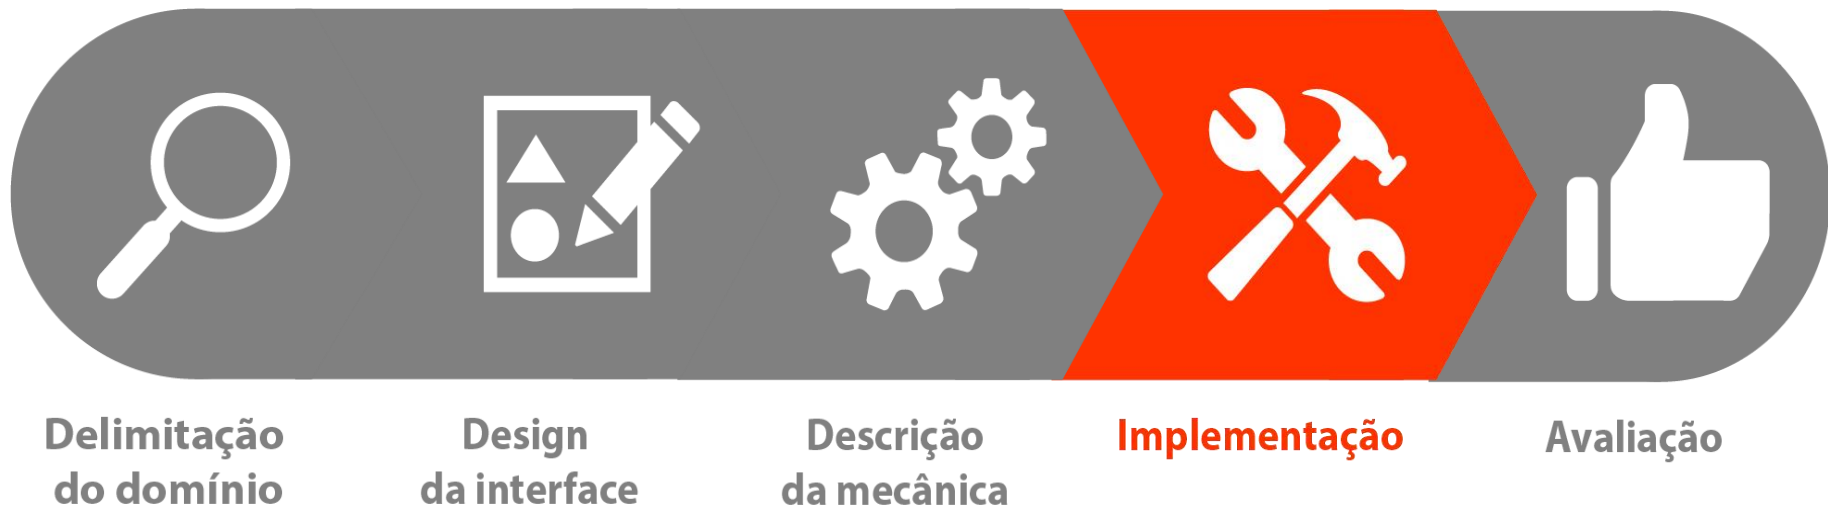 Delimitação
do domínio
Design
da interface
Descrição
da mecânica
Implementação
Avaliação